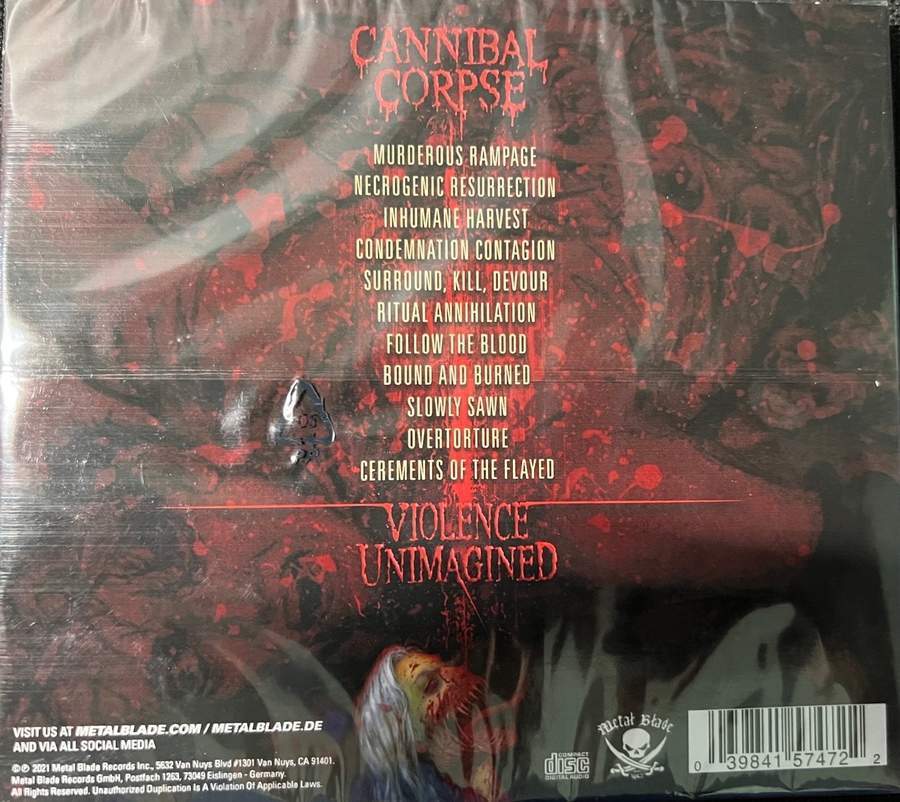 CANNIBAL
CORPSE
MURDEROUS RAMPAGE
NECROGENIC RESURRECTION
INHUMANE HARVEST
CONDEMNATION CONTAGION
SURROUND, KILL, DEVOUR
RITUAL ANNIHILATION
FOLLOW THE BLOOD
BOUND AND BURNED
SLOWLY SAWN
OVERTORTURE
CEREMENTS OF THE FLAYED
VIOLENCE
UNIMAGINED
VISIT US AT METALBLADE.COM / METALBLADE.DE
AND VIA ALL SOCIAL MEDIA
©℗ 2021 Metal Blade Records Inc., 5632 Van Nuys Blvd #1301 Van Nuys, CA 91401.
Metal Blade Records GmbH, Postfach 1263, 73049 Eislingen - Germany.
All Rights Reserved. Unauthorized Duplication Is A Violation Of Applicable Laws.
COMPACT
disc
DIGITAL AUDIO
Metal Blade
0 39841 57472 2